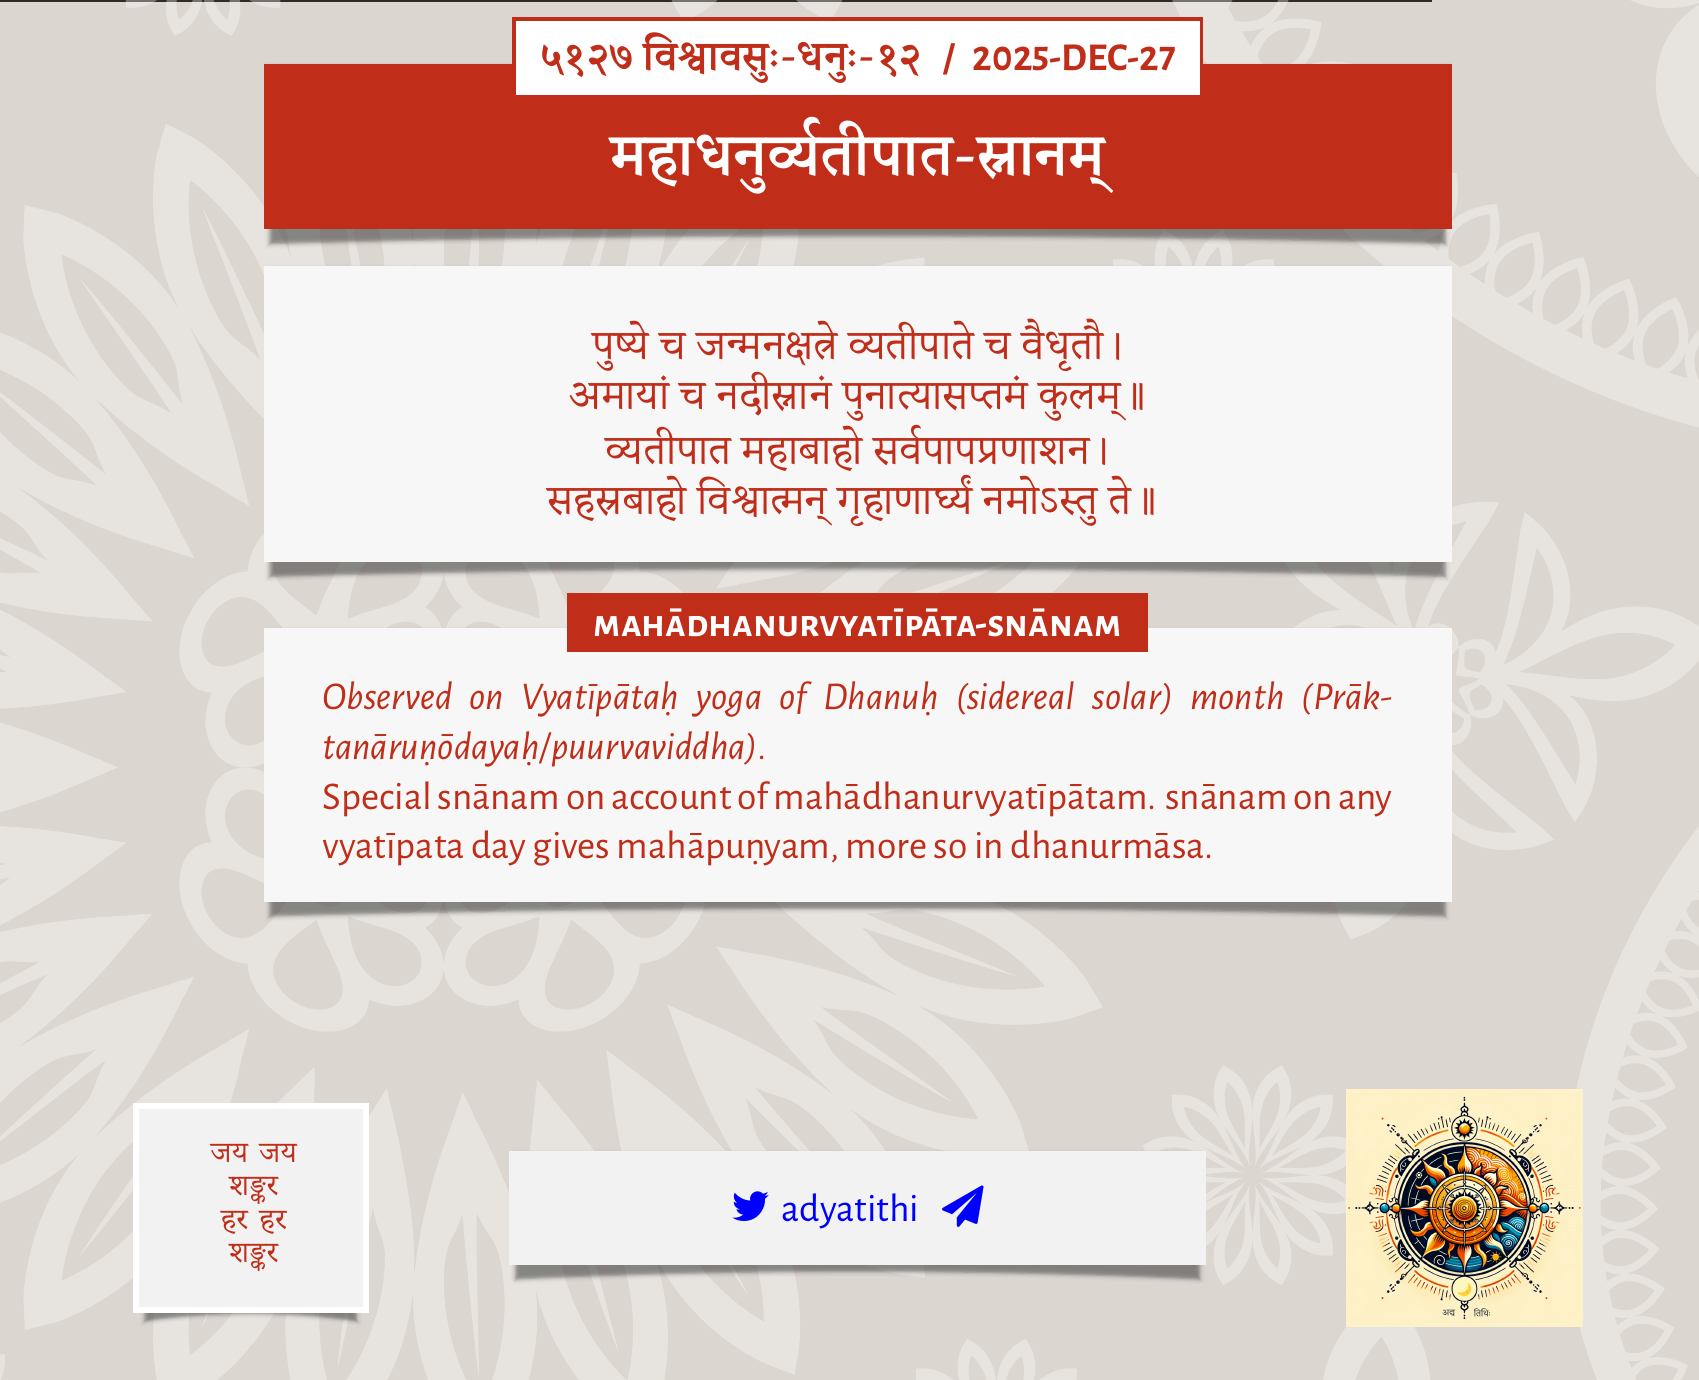 ५१२७ विश्वावसुः-धनुः-१२ / 2025-DEC-27
महाधनुर्व्यतीपात-स्नानम्
पुष्ये च जन्मनक्षत्रे व्यतीपाते च वैधृतौ।
अमायां च नदीस्नानं पुनात्यासप्तमं कुलम्॥
व्यतीपात महाबाहो सर्वपापप्रणाशन।
सहस्रबाहो विश्वात्मन् गृहाणार्घ्यं नमोऽस्तु ते॥
MAHĀDHANURVYATĪPĀTA-SNĀNAM
Observed on Vyatīpātaḥ yoga of Dhanuḥ (sidereal solar) month (Prāk-
tanāruṇōdayaḥ/puurvaviddha).
Special snānam on account of mahādhanurvyatīpātam. snānam on any
vyatīpata day gives mahāpuṇyam, more so in dhanurmāsa.
जय जय
शङ्कर
हर हर
शङ्कर
adyatithi
अद्य तिथिः